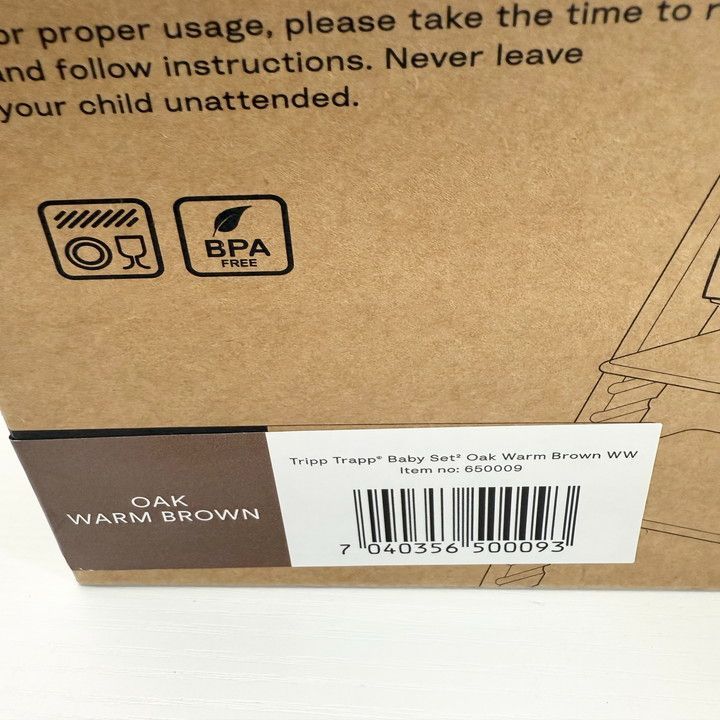 or proper usage, please take the time to
and follow instructions. Never leave
your child unattended.
BPA
FREE
Tripp Trapp® Baby Set² Oak Warm Brown WW
Item no: 650009
OAK
WARM BROWN
7 040356 500093